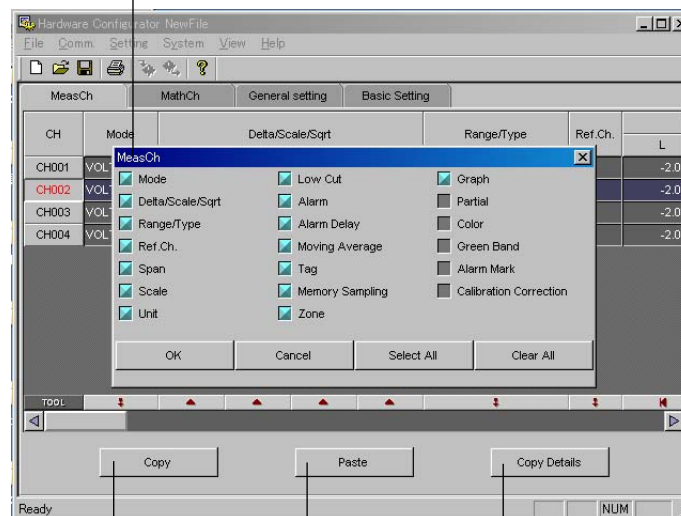 Hardware Configurator NewFile
File Comm. Setting System View Help
MeasCh MathCh General setting Basic Setting
CH Mode Delta/Scale/Sqrt Range/Type Ref.Ch.
L
MeasCh
CH001 VOLT -2.0
CH002 VOLT -2.0
CH003 VOLT -2.0
CH004 VOLT -2.0
Mode Low Cut Graph
Delta/Scale/Sqrt Alarm Partial
Range/Type Alarm Delay Color
Ref.Ch. Moving Average Green Band
Span Tag Alarm Mark
Scale Memory Sampling Calibration Correction
Unit Zone
OK Cancel Select All Clear All
TOOL
Copy Paste Copy Details
Ready NUM